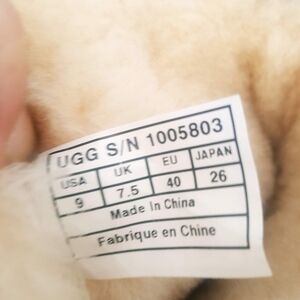 UGG S/N 1005803
USA UK EU JAPAN
9 7.5 40 26
Made In China
Fabrique en Chine